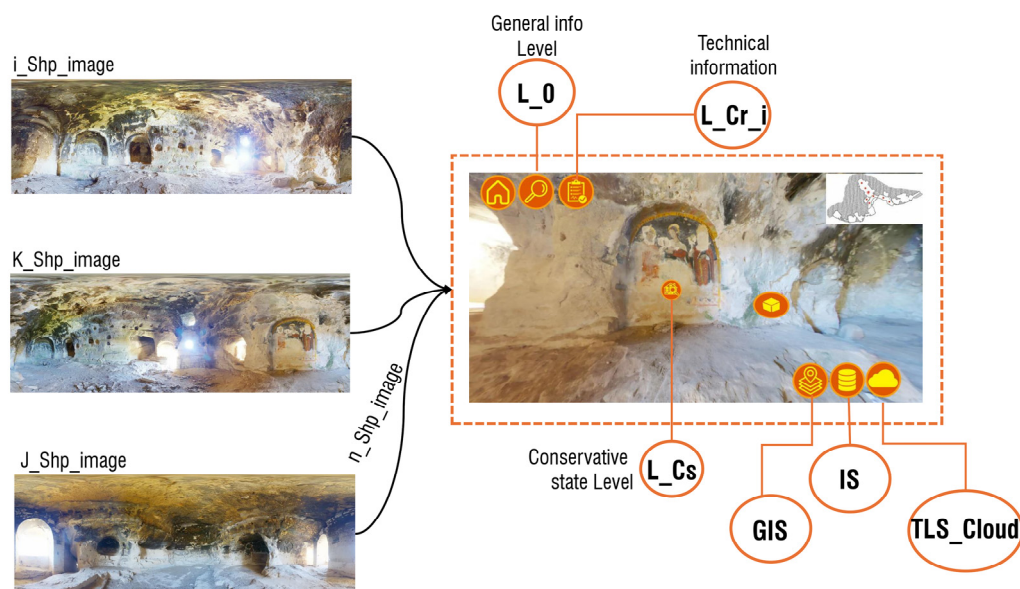 General info
Level
L_0
Technical
information
L_Cr_i
i_Shp_image
K_Shp_image
n_Shp_image
J_Shp_image
Conservative
state Level
L_Cs
IS
GIS
TLS_Cloud